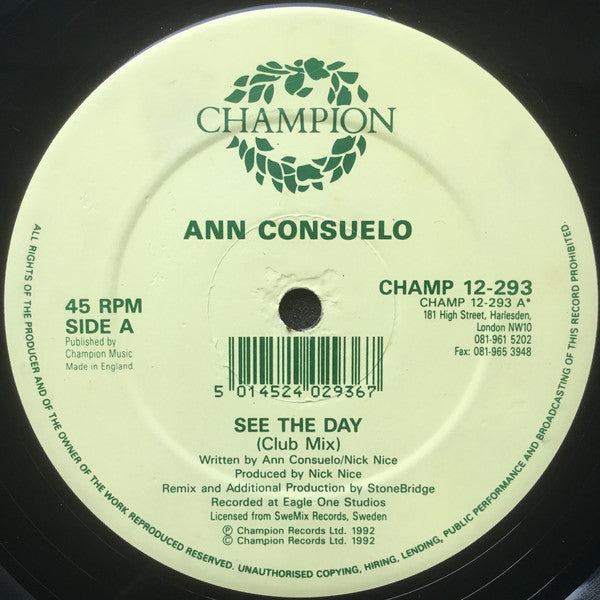 CHAMPION
ANN CONSUELO
45 RPM
SIDE A
Published by
Champion Music
Made in England
CHAMP 12-293
CHAMP 12-293 A*
181 High Street, Harlesden,
London NW10
081-961 5202
Fax: 081-965 3948
5 014524 029367
SEE THE DAY
(Club Mix)
Written by Ann Consuelo/Nick Nice
Produced by Nick Nice
Remix and Additional Production by StoneBridge
Recorded at Eagle One Studios
Licensed from SweMix Records, Sweden
Ⓟ Champion Records Ltd. 1992
© Champion Records Ltd. 1992
ALL RIGHTS OF THE PRODUCER AND OF THE OWNER OF THE WORK REPRODUCED RESERVED. UNAUTHORISED COPYING, HIRING, LENDING, PUBLIC PERFORMANCE AND BROADCASTING OF THIS RECORD PROHIBITED.